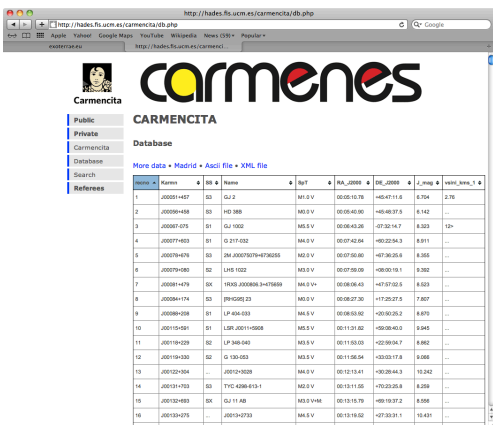 http://hades.fis.ucm.es/carmencita/db.php
http://hades.fis.ucm.es/carmencita/db.php
Google
Apple Yahoo! Google Maps YouTube Wikipedia News (59) Popular
exoterrae.eu http://hades.fis.ucm.es/carmenci...
carmenes
Carmencita
Public
Private
Carmencita
Database
Search
Referees
CARMENCITA
Database
More data • Madrid • Ascii file • XML file
Karmn SS Name SpT RA_J2000 DE_J2000 J_mag vsini_kms_1
1 J00051+457 S3 GJ 2 M1.0 V 00:05:10.78 +45:47:11.6 6.704 2.76
2 J00056+458 S3 HD 38B M0.0 V 00:05:40.90 +45:48:37.5 6.142 ...
3 J00067-075 S1 GJ 1002 M5.5 V 00:06:43.26 -07:32:14.7 8.323 12>
4 J00077+603 S1 G 217-032 M4.0 V 00:07:42.64 +60:22:54.3 8.911 ...
5 J00078+676 S3 2M J00075079+6736255 M2.0 V 00:07:50.80 +67:36:25.6 8.355 ...
6 J00079+080 S2 LHS 1022 M3.0 V 00:07:59.09 +08:00:19.1 9.392 ...
7 J00081+479 SX 1RXS J000806.3+475659 M4.0 V+ 00:08:06.43 +47:57:02.5 8.523 ...
8 J00084+174 S3 [RHG95] 23 M0.0 V 00:08:27.30 +17:25:27.5 7.807 ...
9 J00088+208 S1 LP 404-033 M4.5 V 00:08:53.92 +20:50:25.2 8.870 ...
10 J00115+591 S1 LSR J0011+5908 M5.5 V 00:11:31.82 +59:08:40.0 9.945 ...
11 J00118+229 S2 LP 348-040 M3.5 V 00:11:53.03 +22:59:04.7 8.862 ...
12 J00119+330 S2 G 130-053 M3.5 V 00:11:56.54 +33:03:17.8 9.066 ...
13 J00122+304 ... J0012+3028 M4.0 V 00:12:13.41 +30:28:44.3 10.242 ...
14 J00131+703 S3 TYC 4298-613-1 M2.0 V 00:13:11.55 +70:23:25.8 8.259 ...
15 J00132+693 SX GJ 11 AB M3.0 V+M 00:13:15.79 +69:19:37.2 8.556 ...
16 J00133+275 ... J0013+2733 M4.5 V 00:13:19.52 +27:33:31.1 10.431 ...